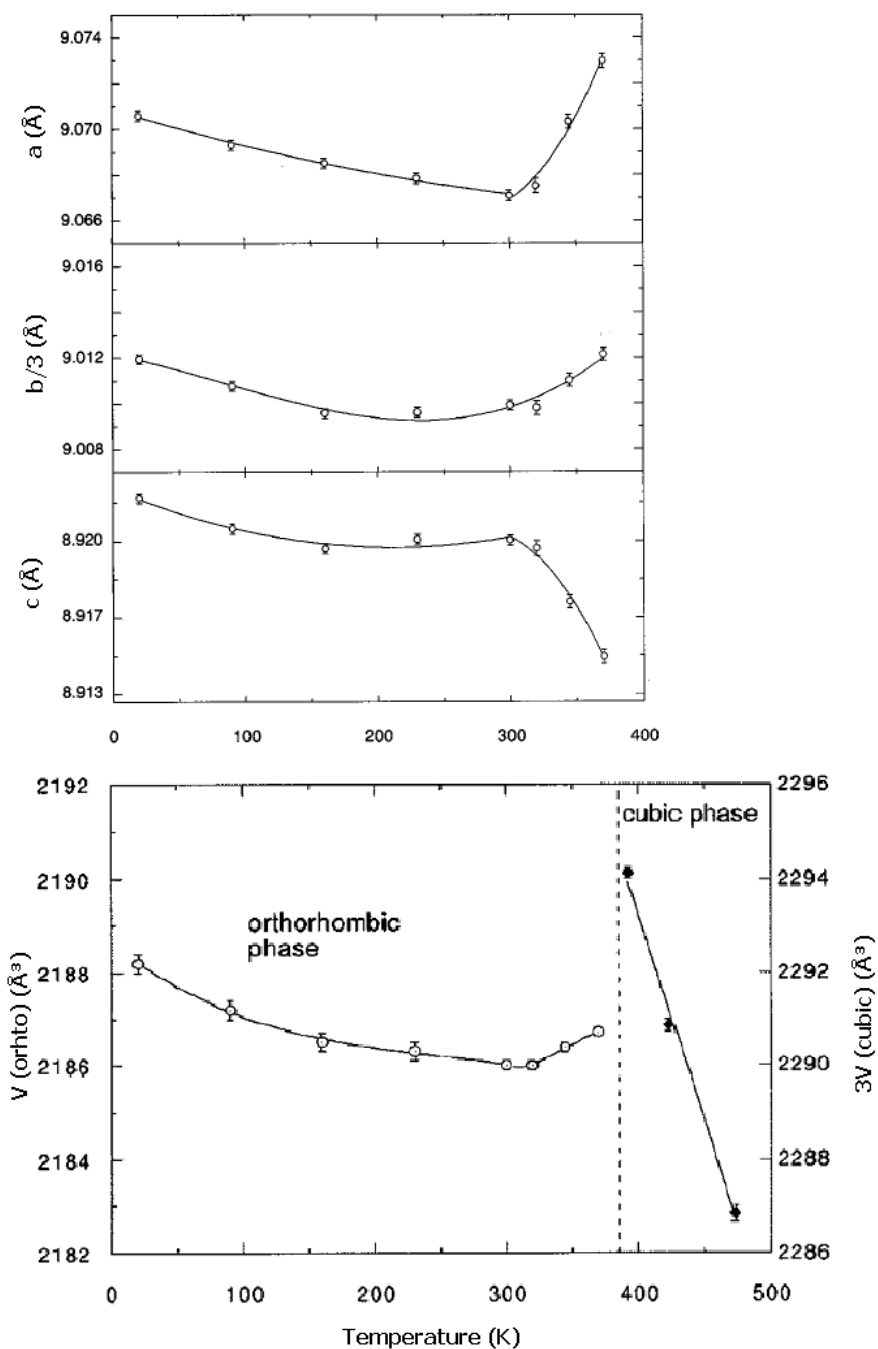 9.074
9.070
9.066
a (Å)
9.016
9.012
9.008
b/3 (Å)
8.920
8.917
8.913
c (Å)
0 100 200 300 400
2192
2190
2188
2186
2184
2182
V (orhto) (Å³)
orthorhombic
phase
cubic phase
2296
2294
2292
2290
2288
2286
3V (cubic) (Å³)
0 100 200 300 400 500
Temperature (K)